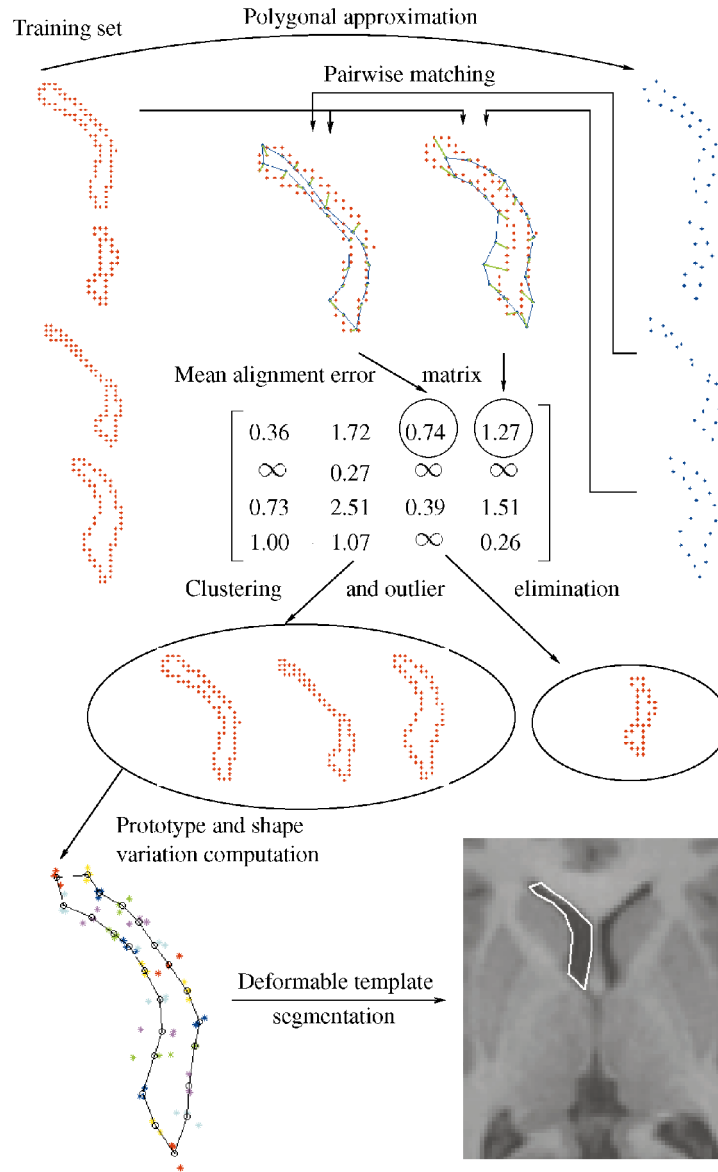 Polygonal approximation
Training set
Pairwise matching
Mean alignment error matrix
0.36 1.72 0.74 1.27
∞ 0.27 ∞ ∞
0.73 2.51 0.39 1.51
1.00 1.07 ∞ 0.26
Clustering and outlier elimination
Prototype and shape
variation computation
Deformable template
segmentation